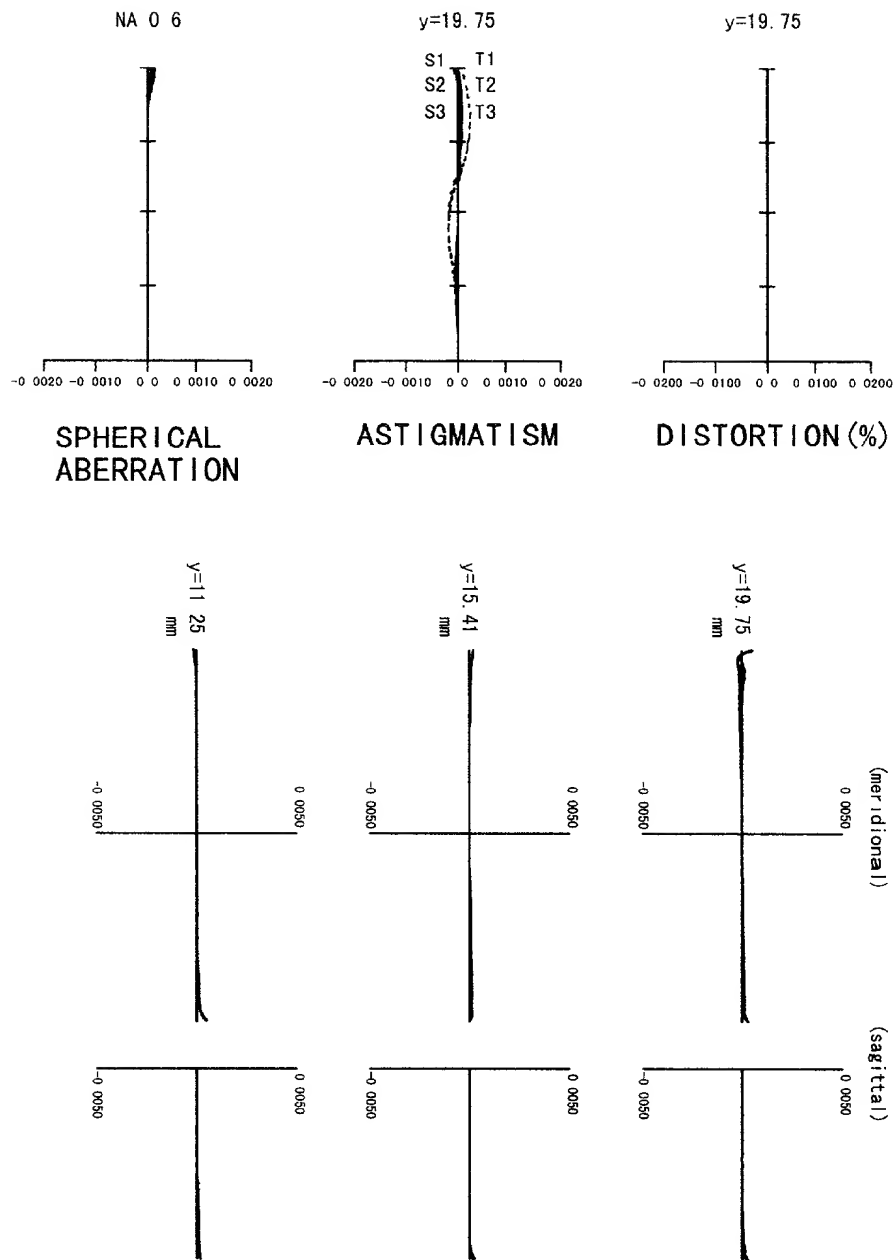 NA 0 6
y=19.75
y=19.75
S1 T1
S2 T2
S3 T3
-0 0020 -0 0010 0 0 0 0010 0 0020
-0 0020 -0 0010 0 0 0 0010 0 0020
-0 0200 -0 0100 0 0 0 0100 0 0200
SPHERICAL
ABERRATION
ASTIGMATISM
DISTORTION (%)
y=11 25
mm
y=15.41
mm
y=19.75
mm
-0 0050
0 0050
-0 0050
0 0050
-0 0050
0 0050
(meridional)
-0 0050
0 0050
-0 0050
0 0050
-0 0050
0 0050
(sagittal)